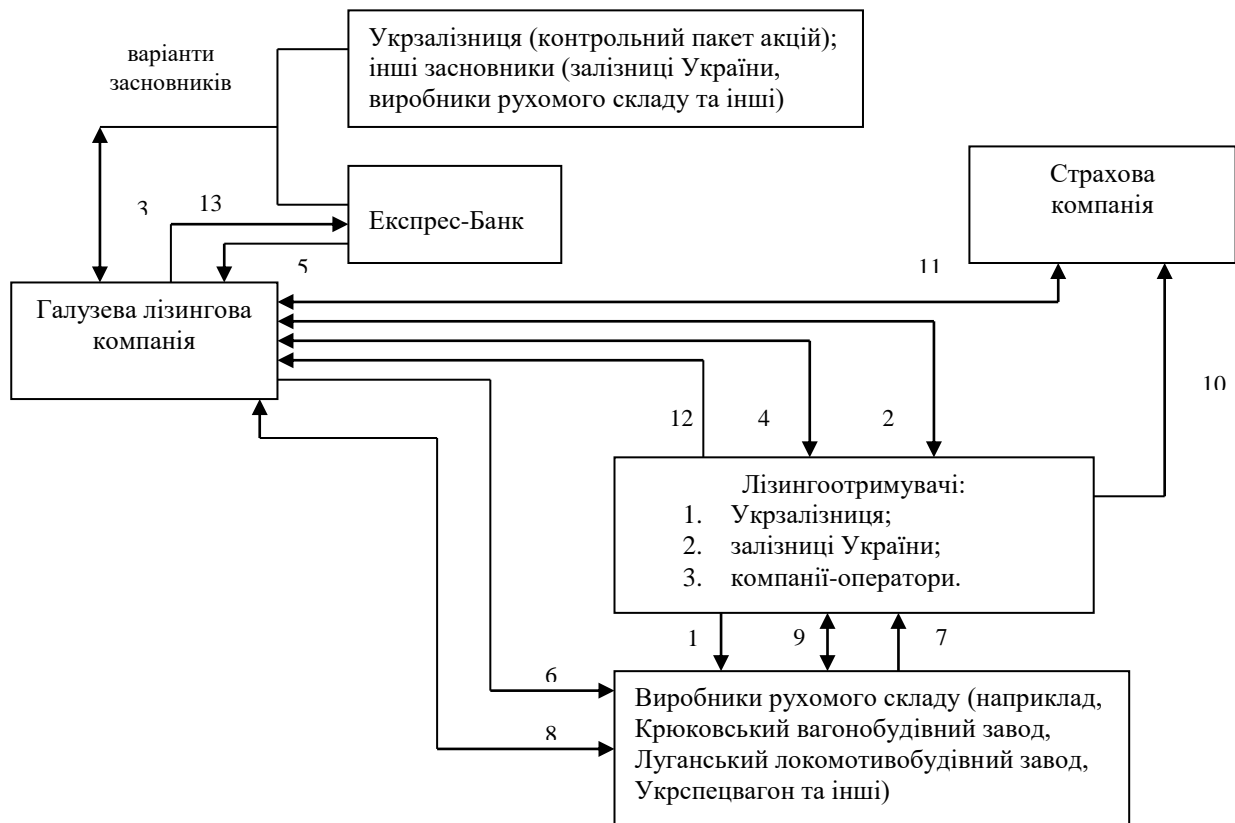 Укрзалізниця (контрольний пакет акцій);
інші засновники (залізниці України,
виробники рухомого складу та інші)
варіанти
засновників
Страхова
компанія
Експрес-Банк
3
13
5
11
Галузева лізингова
компанія
10
12
4
2
Лізингоотримувачі:
1. Укрзалізниця;
2. залізниці України;
3. компанії-оператори.
1
9
7
6
8
Виробники рухомого складу (наприклад,
Крюковський вагонобудівний завод,
Луганський локомотивобудівний завод,
Укрспецвагон та інші)